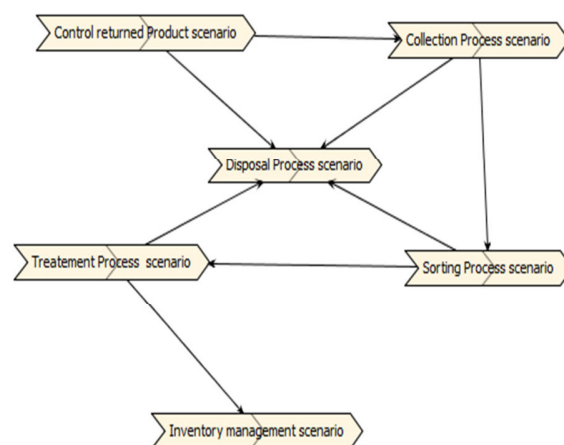 Control returned Product scenario
Collection Process scenario
Disposal Process scenario
Treatement Process scenario
Sorting Process scenario
Inventory management scenario